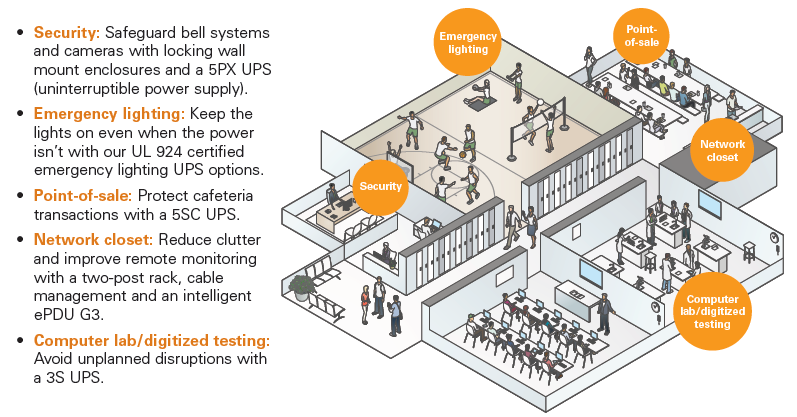 • Security: Safeguard bell systems
and cameras with locking wall
mount enclosures and a 5PX UPS
(uninterruptible power supply).
• Emergency lighting: Keep the
lights on even when the power
isn't with our UL 924 certified
emergency lighting UPS options.
• Point-of-sale: Protect cafeteria
transactions with a 5SC UPS.
• Network closet: Reduce clutter
and improve remote monitoring
with a two-post rack, cable
management and an intelligent
ePDU G3.
• Computer lab/digitized testing:
Avoid unplanned disruptions with
a 3S UPS.
Emergency
lighting
Point-
of-sale
Network
closet
Security
Computer
lab/digitized
testing